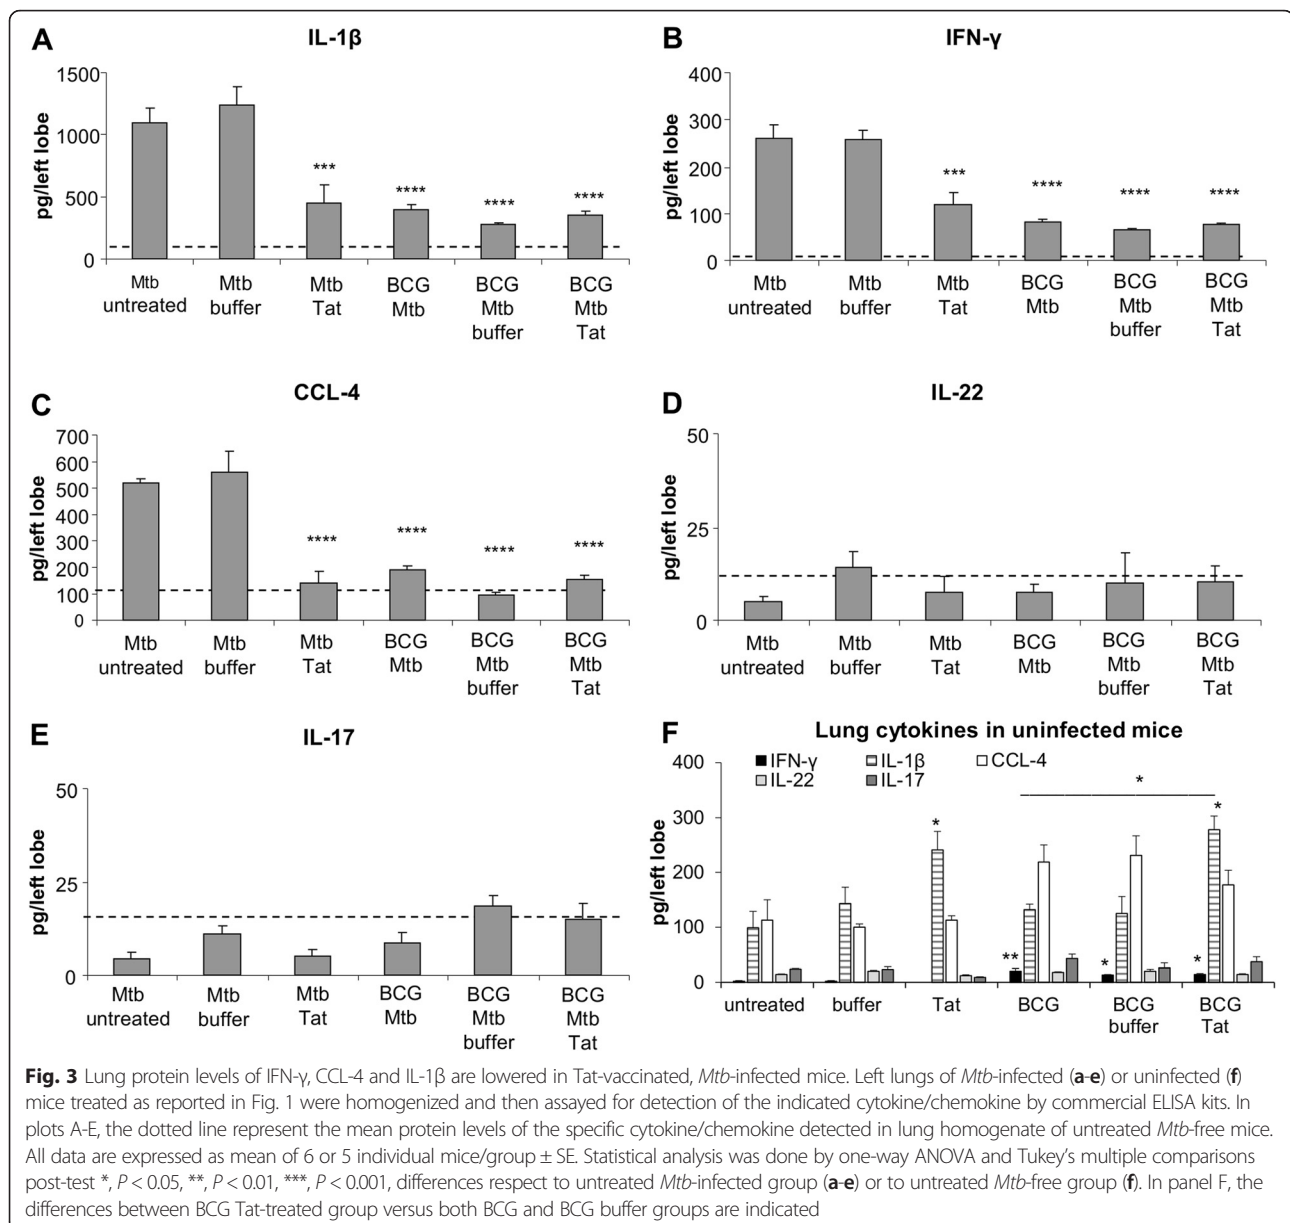 A
IL-1β
pg/left lobe
1500
1000
500
0
***
****
****
****
Mtb
untreated
Mtb
buffer
Mtb
Tat
BCG
Mtb
BCG
Mtb
buffer
BCG
Mtb
Tat
B
IFN-γ
pg/left lobe
400
300
200
100
0
***
****
****
****
Mtb
untreated
Mtb
buffer
Mtb
Tat
BCG
Mtb
BCG
Mtb
buffer
BCG
Mtb
Tat
C
CCL-4
pg/left lobe
700
600
500
400
300
200
100
0
****
****
****
****
Mtb
untreated
Mtb
buffer
Mtb
Tat
BCG
Mtb
BCG
Mtb
buffer
BCG
Mtb
Tat
D
IL-22
pg/left lobe
50
25
0
Mtb
untreated
Mtb
buffer
Mtb
Tat
BCG
Mtb
BCG
Mtb
buffer
BCG
Mtb
Tat
E
IL-17
pg/left lobe
50
25
0
Mtb
untreated
Mtb
buffer
Mtb
Tat
BCG
Mtb
BCG
Mtb
buffer
BCG
Mtb
Tat
F
Lung cytokines in uninfected mice
IFN-γ IL-1β CCL-4
IL-22 IL-17
pg/left lobe
400
300
200
100
0
*
*
*
**
*
*
untreated
buffer
Tat
BCG
BCG
buffer
BCG
Tat
Fig. 3 Lung protein levels of IFN-γ, CCL-4 and IL-1β are lowered in Tat-vaccinated, Mtb-infected mice. Left lungs of Mtb-infected (a-e) or uninfected (f)
mice treated as reported in Fig. 1 were homogenized and then assayed for detection of the indicated cytokine/chemokine by commercial ELISA kits. In
plots A-E, the dotted line represent the mean protein levels of the specific cytokine/chemokine detected in lung homogenate of untreated Mtb-free mice.
All data are expressed as mean of 6 or 5 individual mice/group ± SE. Statistical analysis was done by one-way ANOVA and Tukey's multiple comparisons
post-test *, P < 0.05, **, P < 0.01, ***, P < 0.001, differences respect to untreated Mtb-infected group (a-e) or to untreated Mtb-free group (f). In panel F, the
differences between BCG Tat-treated group versus both BCG and BCG buffer groups are indicated